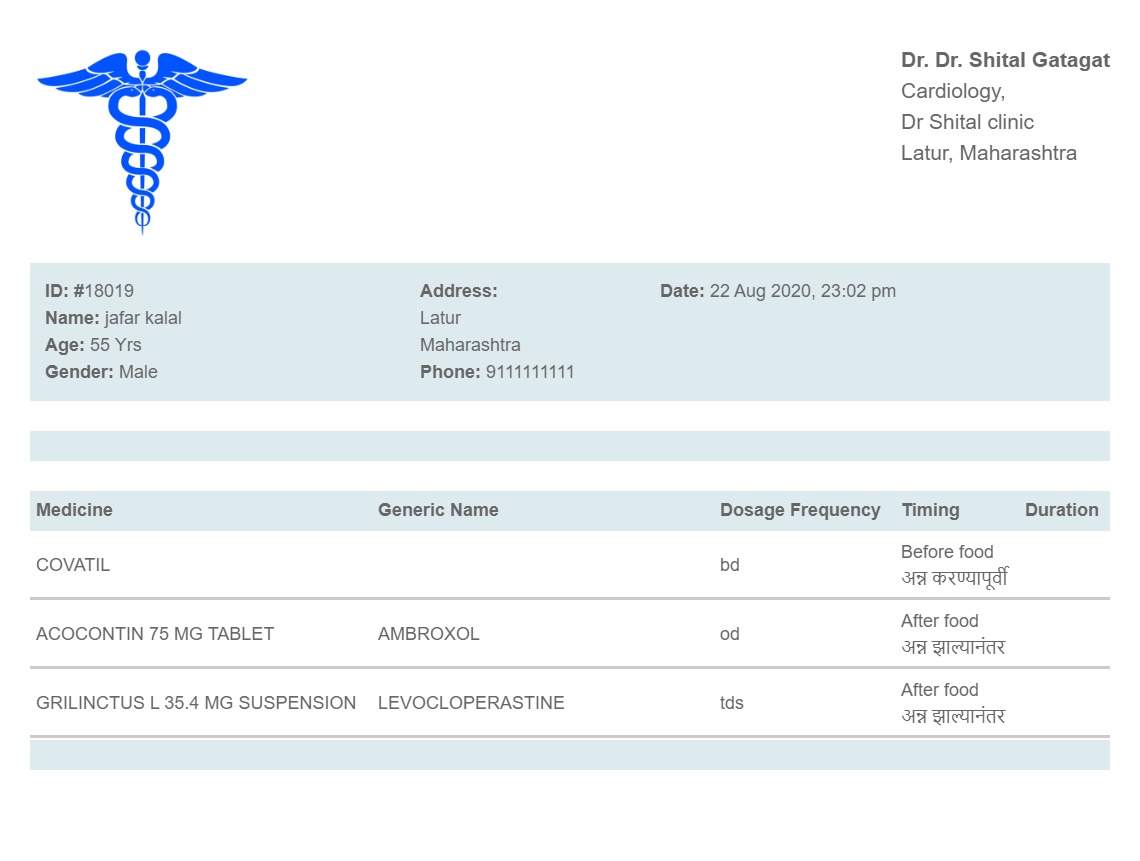 Dr. Dr. Shital Gatagat
Cardiology,
Dr Shital clinic
Latur, Maharashtra
ID: #18019
Name: jafar kalal
Age: 55 Yrs
Gender: Male
Address:
Latur
Maharashtra
Phone: 9111111111
Date: 22 Aug 2020, 23:02 pm
Medicine Generic Name Dosage Frequency Timing Duration
COVATIL bd Before food
अन्न करण्यापूर्वी
ACOCONTIN 75 MG TABLET AMBROXOL od After food
अन्न झाल्यानंतर
GRILINCTUS L 35.4 MG SUSPENSION LEVOCLOPERASTINE tds After food
अन्न झाल्यानंतर